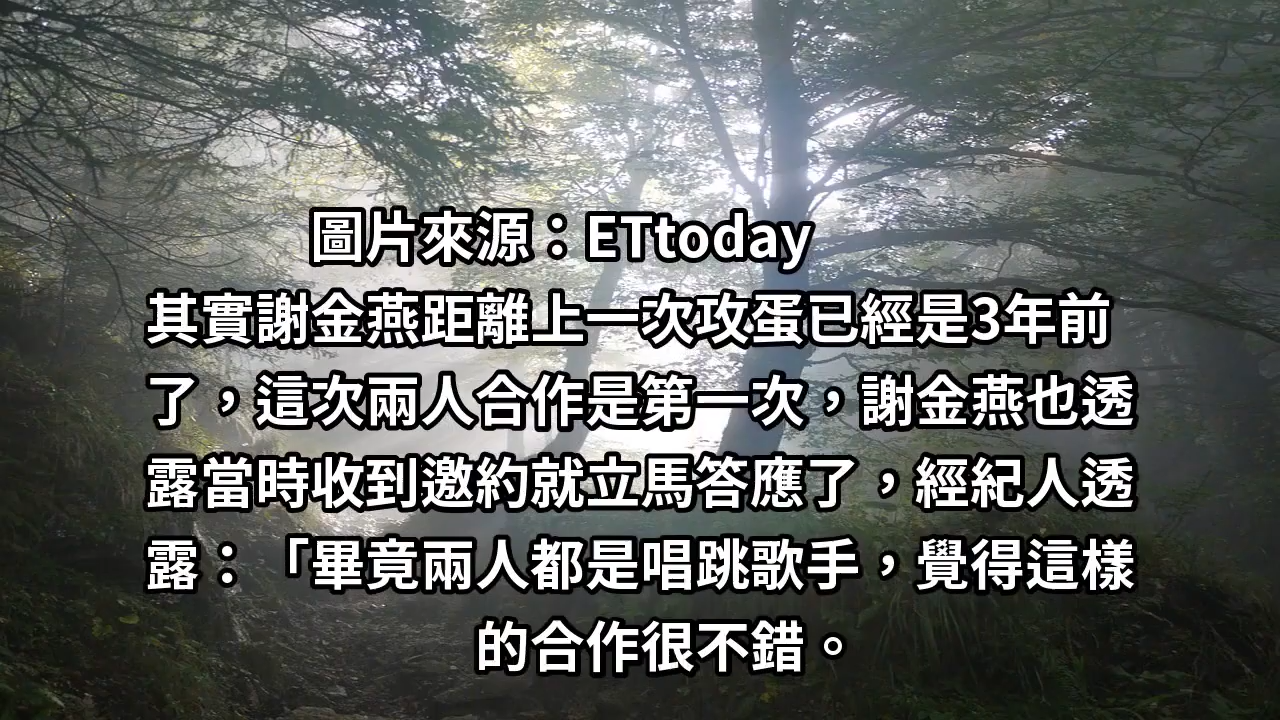 圖片來源：ETtoday
其實謝金燕距離上一次攻蛋已經是3年前
了，這次兩人合作是第一次，謝金燕也透
露當時收到邀約就立馬答應了，經紀人透
露：「畢竟兩人都是唱跳歌手，覺得這樣
的合作很不錯。